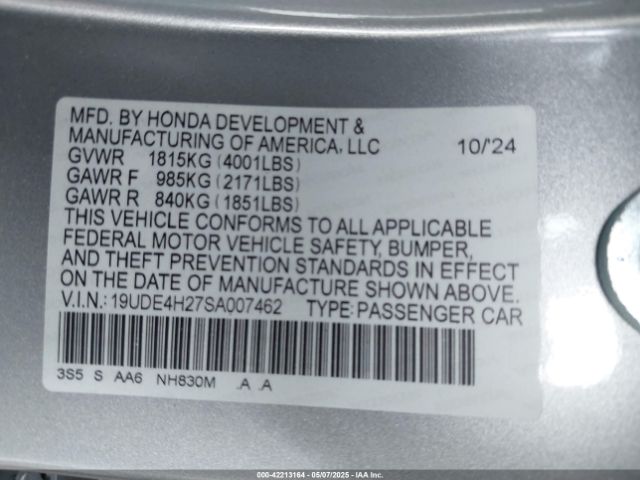 MFD. BY HONDA DEVELOPMENT &
MANUFACTURING OF AMERICA, LLC 10/'24
GVWR 1815KG (4001LBS)
GAWR F 985KG (2171LBS)
GAWR R 840KG (1851LBS)
THIS VEHICLE CONFORMS TO ALL APPLICABLE
FEDERAL MOTOR VEHICLE SAFETY, BUMPER,
AND THEFT PREVENTION STANDARDS IN EFFECT
ON THE DATE OF MANUFACTURE SHOWN ABOVE.
V.I.N.: 19UDE4H27SA007462 TYPE: PASSENGER CAR
3S5 S AA6 NH830M .A .A
000-42213164 - 05/07/2025 - IAA Inc.